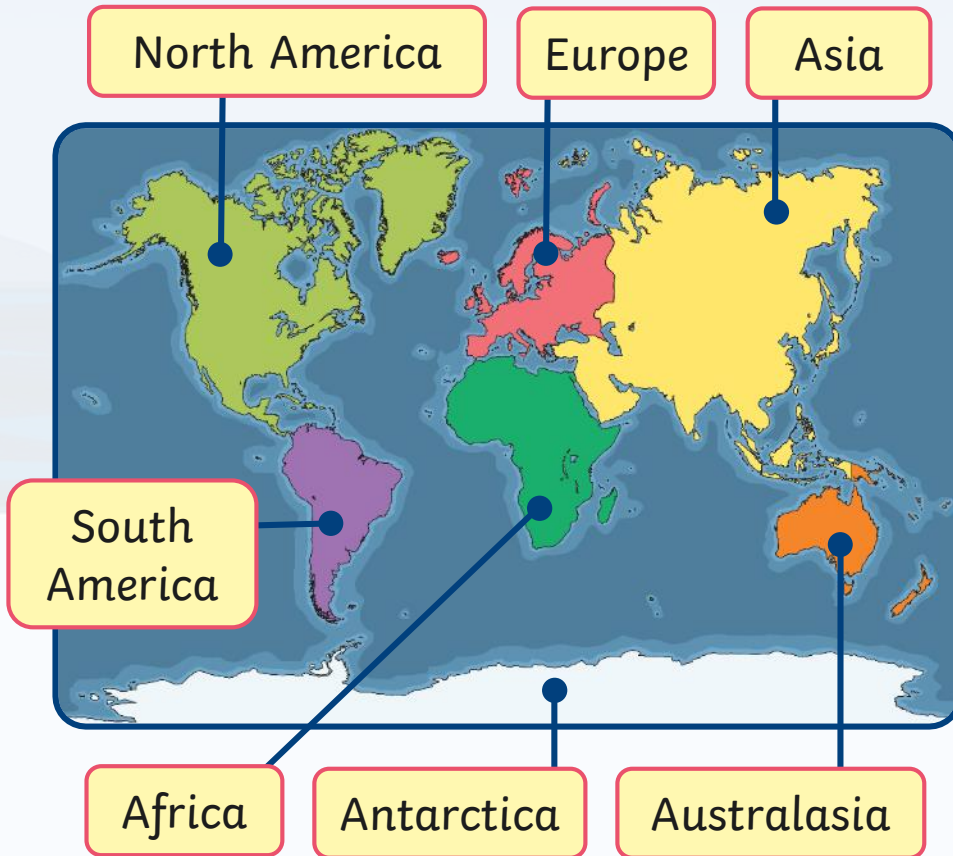 North America
Europe
Asia
South
America
Africa
Antarctica
Australasia